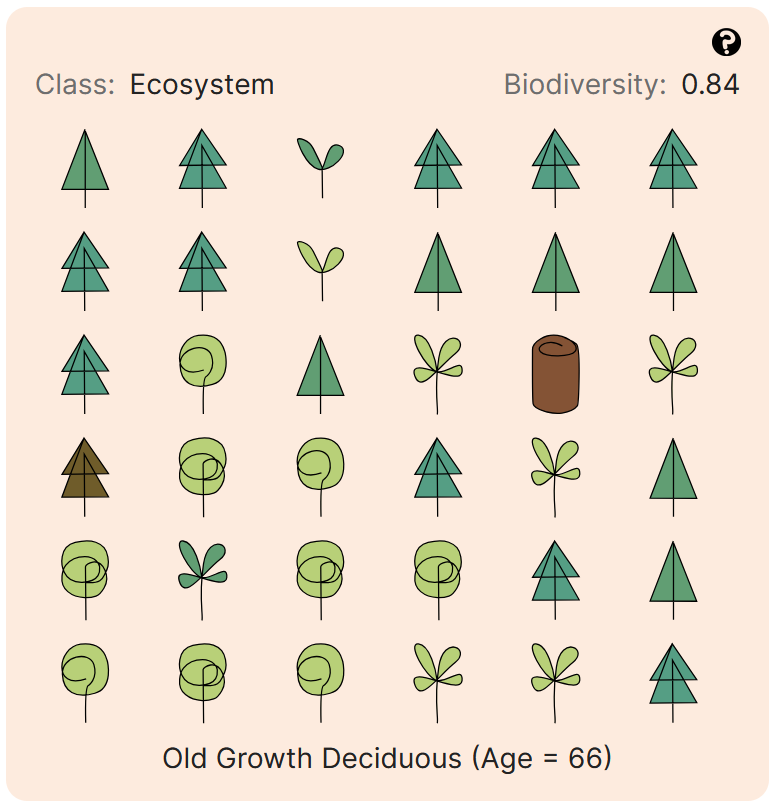 ?
Class: Ecosystem Biodiversity: 0.84
Old Growth Deciduous (Age = 66)